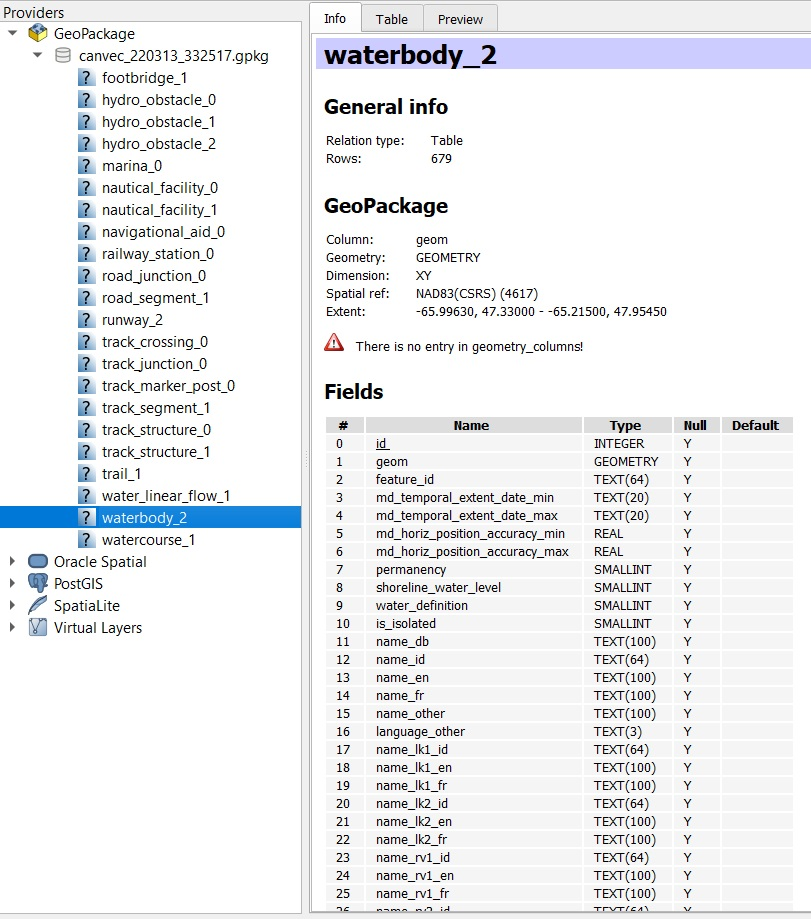 Providers
GeoPackage
canvec_220313_332517.gpkg
footbridge_1
hydro_obstacle_0
hydro_obstacle_1
hydro_obstacle_2
marina_0
nautical_facility_0
nautical_facility_1
navigational_aid_0
railway_station_0
road_junction_0
road_segment_1
runway_2
track_crossing_0
track_junction_0
track_marker_post_0
track_segment_1
track_structure_0
track_structure_1
trail_1
water_linear_flow_1
waterbody_2
watercourse_1
Oracle Spatial
PostGIS
SpatiaLite
Virtual Layers
Info Table Preview
waterbody_2
General info
Relation type: Table
Rows: 679
GeoPackage
Column: geom
Geometry: GEOMETRY
Dimension: XY
Spatial ref: NAD83(CSRS) (4617)
Extent: -65.99630, 47.33000 - -65.21500, 47.95450
There is no entry in geometry_columns!
Fields
# Name Type Null Default
0 id INTEGER Y
1 geom GEOMETRY Y
2 feature_id TEXT(64) Y
3 md_temporal_extent_date_min TEXT(20) Y
4 md_temporal_extent_date_max TEXT(20) Y
5 md_horiz_position_accuracy_min REAL Y
6 md_horiz_position_accuracy_max REAL Y
7 permanency SMALLINT Y
8 shoreline_water_level SMALLINT Y
9 water_definition SMALLINT Y
10 is_isolated SMALLINT Y
11 name_db TEXT(100) Y
12 name_id TEXT(64) Y
13 name_en TEXT(100) Y
14 name_fr TEXT(100) Y
15 name_other TEXT(100) Y
16 language_other TEXT(3) Y
17 name_lk1_id TEXT(64) Y
18 name_lk1_en TEXT(100) Y
19 name_lk1_fr TEXT(100) Y
20 name_lk2_id TEXT(64) Y
21 name_lk2_en TEXT(100) Y
22 name_lk2_fr TEXT(100) Y
23 name_rv1_id TEXT(64) Y
24 name_rv1_en TEXT(100) Y
25 name_rv1_fr TEXT(100) Y
26 name_rv2_id TEXT(64) Y